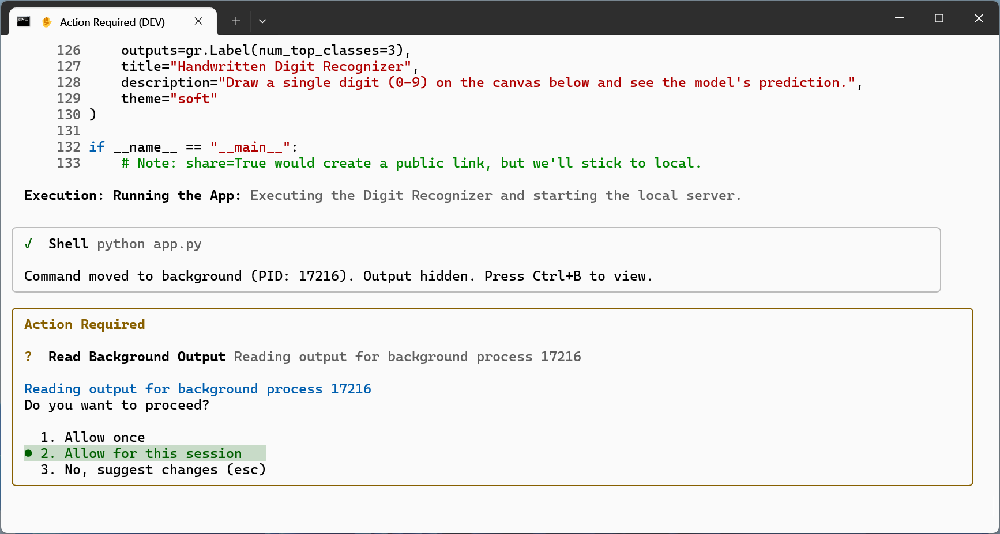 Action Required (DEV)
126     outputs=gr.Label(num_top_classes=3),
127     title="Handwritten Digit Recognizer",
128     description="Draw a single digit (0-9) on the canvas below and see the model's prediction.",
129     theme="soft"
130 )
131
132 if __name__ == "__main__":
133     # Note: share=True would create a public link, but we'll stick to local.
Execution: Running the App: Executing the Digit Recognizer and starting the local server.
✓  Shell python app.py
Command moved to background (PID: 17216). Output hidden. Press Ctrl+B to view.
Action Required
?  Read Background Output Reading output for background process 17216
Reading output for background process 17216
Do you want to proceed?
1. Allow once
● 2. Allow for this session
3. No, suggest changes (esc)